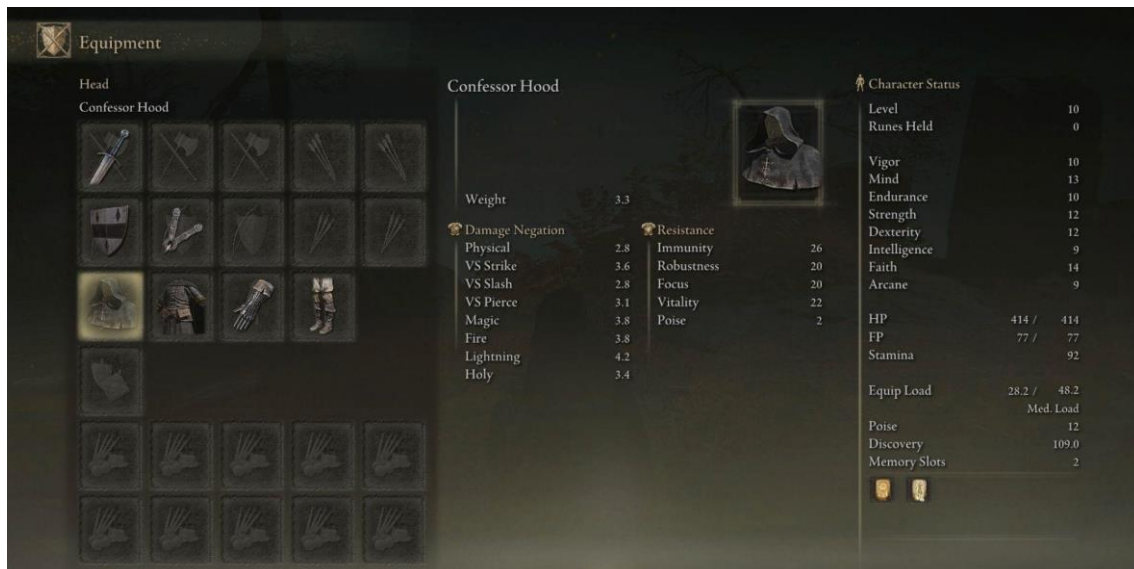 Equipment
Head
Confessor Hood
Confessor Hood
Weight 3.3
Damage Negation
Physical 2.8
VS Strike 3.6
VS Slash 2.8
VS Pierce 3.1
Magic 3.8
Fire 3.8
Lightning 4.2
Holy 3.4
Resistance
Immunity 26
Robustness 20
Focus 20
Vitality 22
Poise 2
Character Status
Level 10
Runes Held 0
Vigor 10
Mind 13
Endurance 10
Strength 12
Dexterity 12
Intelligence 9
Faith 14
Arcane 9
HP 414 / 414
FP 77 / 77
Stamina 92
Equip Load 28.2 / 48.2
Med. Load
Poise 12
Discovery 109.0
Memory Slots 2